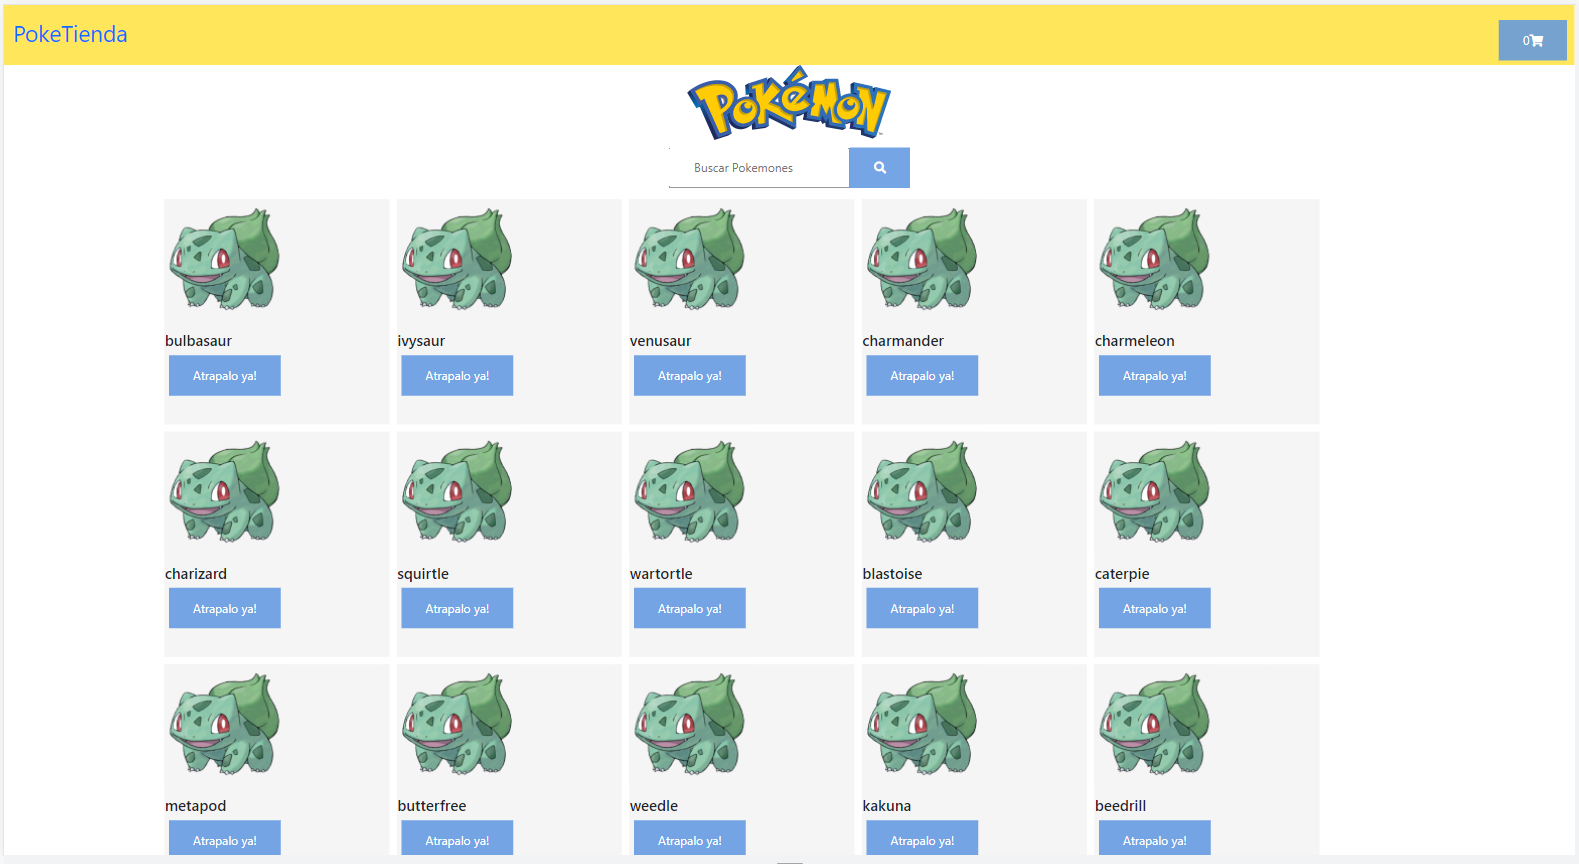 PokeTienda
0
POKéMON
Buscar Pokemones
bulbasaur
Atrapalo ya!
ivysaur
Atrapalo ya!
venusaur
Atrapalo ya!
charmander
Atrapalo ya!
charmeleon
Atrapalo ya!
charizard
Atrapalo ya!
squirtle
Atrapalo ya!
wartortle
Atrapalo ya!
blastoise
Atrapalo ya!
caterpie
Atrapalo ya!
metapod
Atrapalo ya!
butterfree
Atrapalo ya!
weedle
Atrapalo ya!
kakuna
Atrapalo ya!
beedrill
Atrapalo ya!